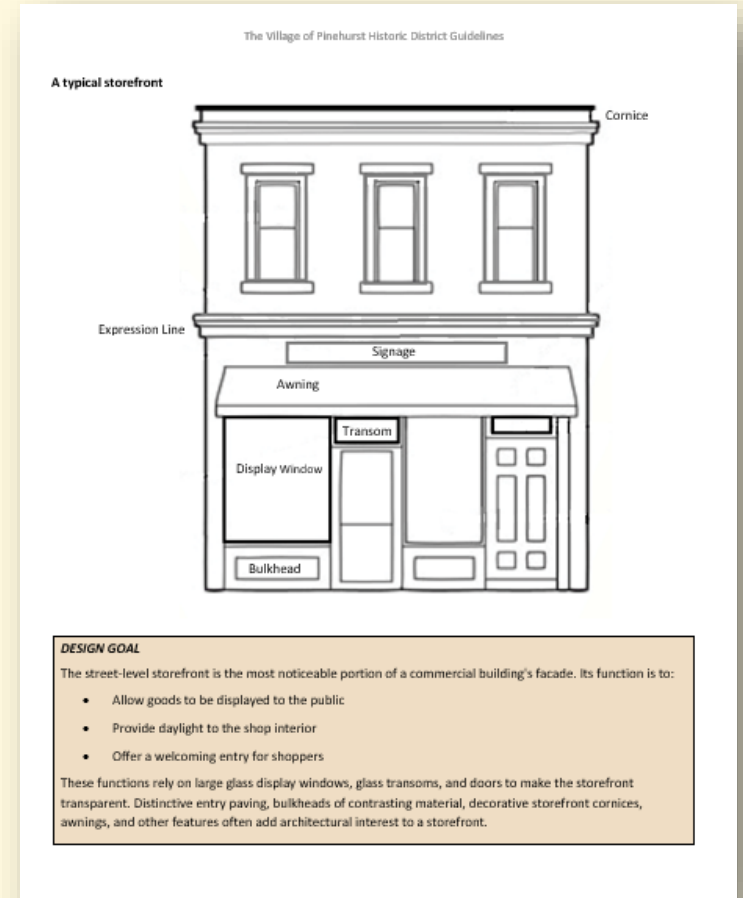 The Village of Pinehurst Historic District Guidelines
A typical storefront
Cornice
Expression Line
Signage
Awning
Transom
Display Window
Bulkhead
DESIGN GOAL
The street-level storefront is the most noticeable portion of a commercial building's facade. Its function is to:
• Allow goods to be displayed to the public
• Provide daylight to the shop interior
• Offer a welcoming entry for shoppers
These functions rely on large glass display windows, glass transoms, and doors to make the storefront
transparent. Distinctive entry paving, bulkheads of contrasting material, decorative storefront cornices,
awnings, and other features often add architectural interest to a storefront.